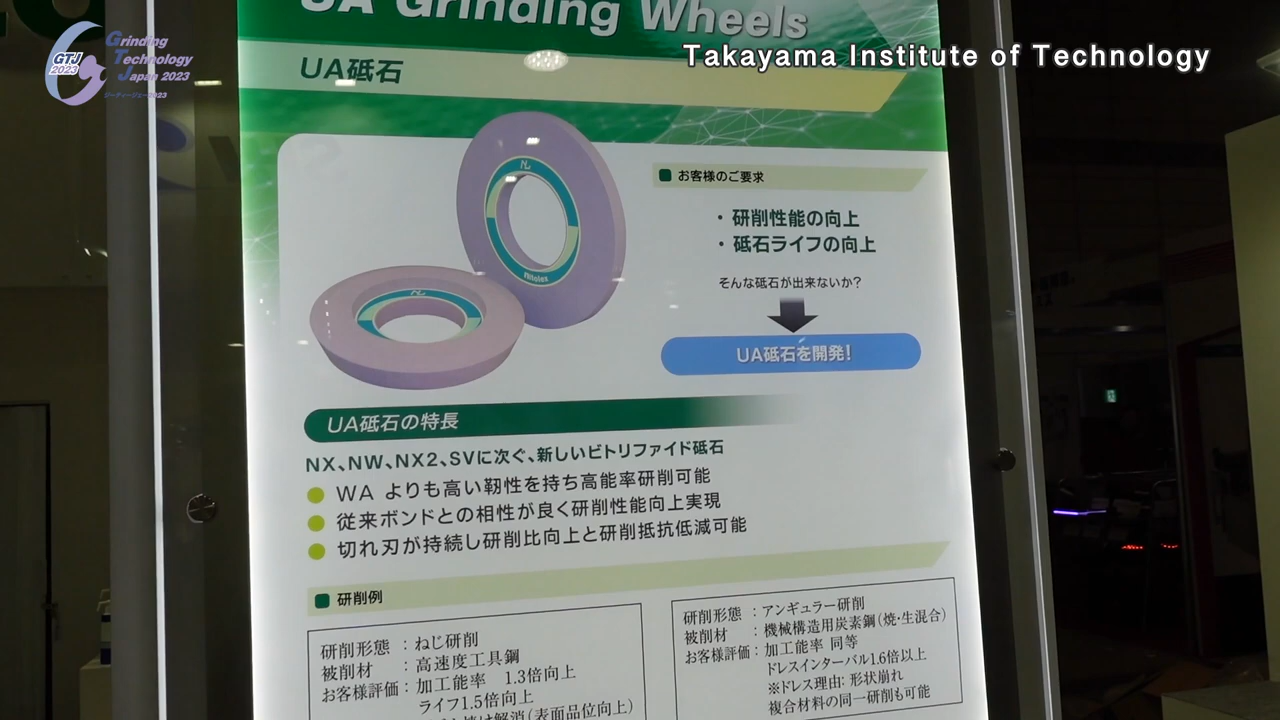 UA Grinding Wheels
Takayama Institute of Technology
GTJ
2023
Grinding
Technology
Japan 2023
UA砥石
お客様のご要求
・研削性能の向上
・砥石ライフの向上
そんな砥石が出来ないか?
UA砥石を開発!
UA砥石の特長
NX、NW、NX2、SVに次ぐ、新しいビトリファイド砥石
WA よりも高い靭性を持ち高能率研削可能
従来ボンドとの相性が良く研削性能向上実現
切れ刃が持続し研削比向上と研削抵抗低減可能
研削例
研削形態 : ねじ研削
被削材 : 高速度工具鋼
お客様評価 : 加工能率 1.3倍向上
ライフ1.5倍向上
焼け解消(表面品位向上)
研削形態 : アンギュラー研削
被削材 : 機械構造用炭素鋼(焼・生混合)
お客様評価 : 加工能率 同等
ドレスインターバル1.6倍以上
※ドレス理由: 形状崩れ
複合材料の同一研削も可能